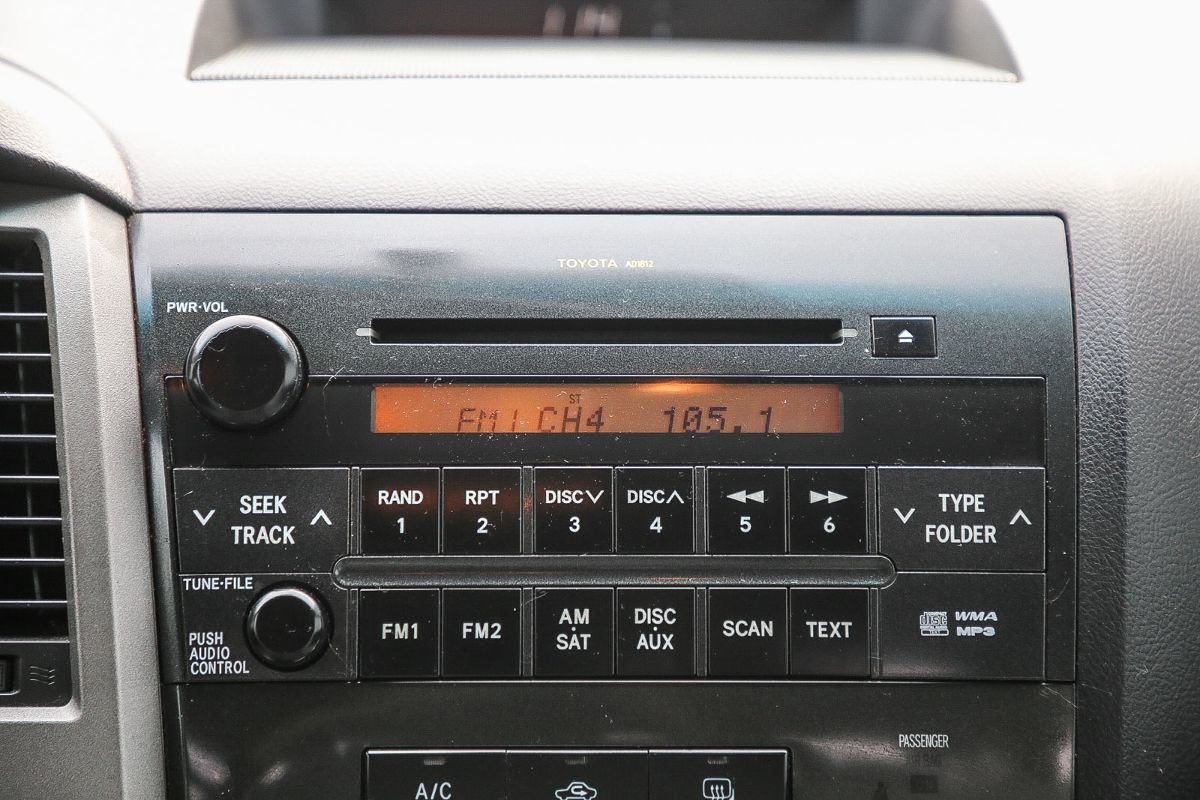 TOYOTA AD1812
PWR·VOL
ST
FM1 CH4 105.1
SEEK
TRACK
RAND
1
RPT
2
DISC
3
DISC
4
5
6
TYPE
FOLDER
TUNE·FILE
PUSH
AUDIO
CONTROL
FM1
FM2
AM
SAT
DISC
AUX
SCAN
TEXT
disc
TEXT
WMA
MP3
PASSENGER
A/C